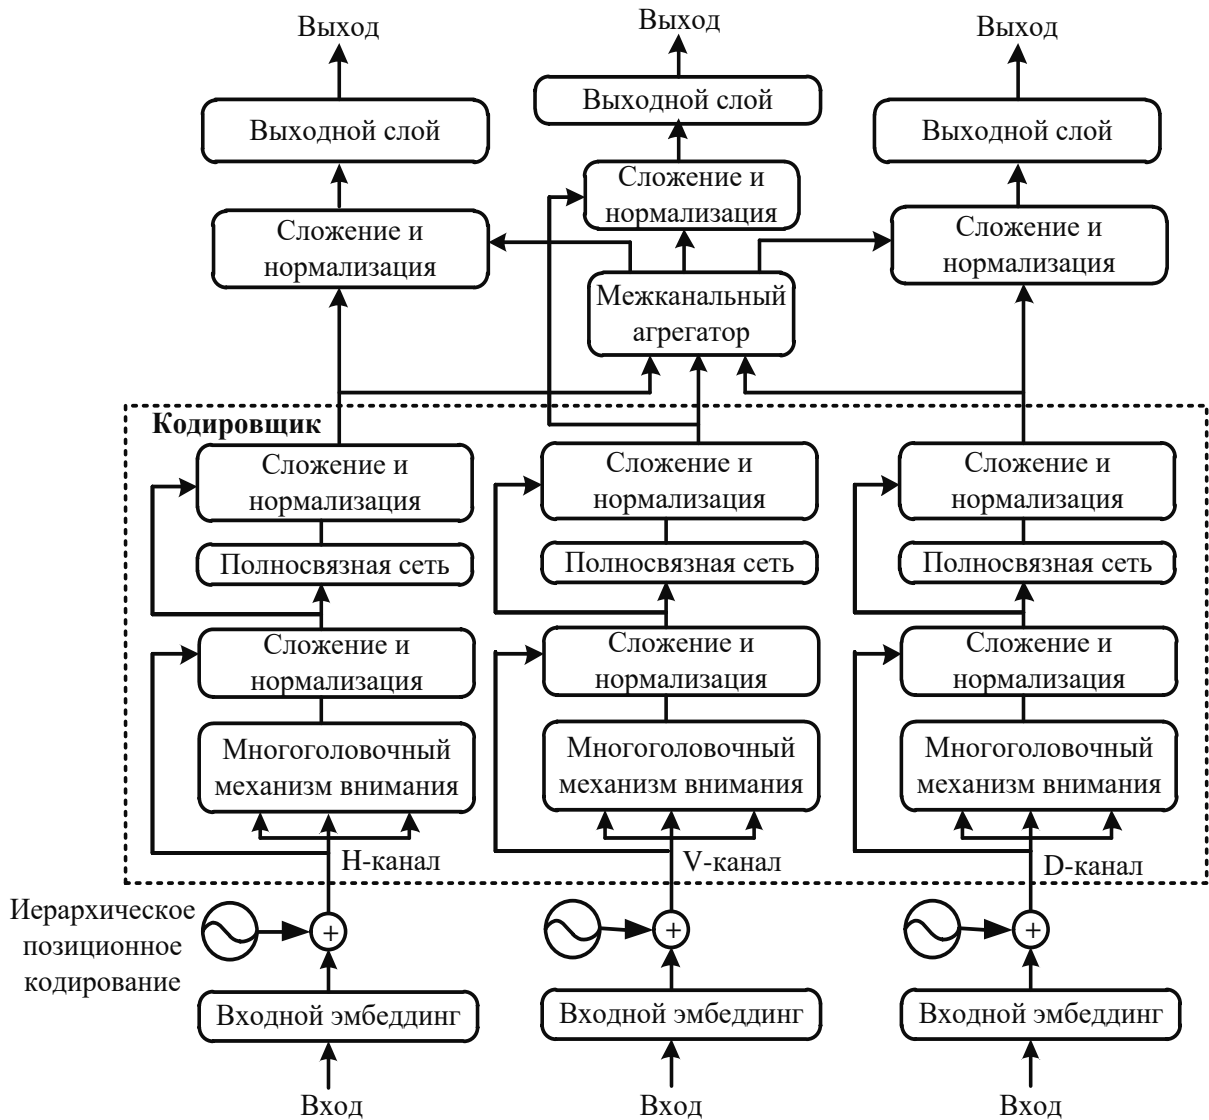 Выход
Выход
Выход
Выходной слой
Выходной слой
Выходной слой
Сложение и
нормализация
Сложение и
нормализация
Сложение и
нормализация
Межканальный
агрегатор
Кодировщик
Сложение и
нормализация
Сложение и
нормализация
Сложение и
нормализация
Полносвязная сеть
Полносвязная сеть
Полносвязная сеть
Сложение и
нормализация
Сложение и
нормализация
Сложение и
нормализация
Многоголовочный
механизм внимания
Многоголовочный
механизм внимания
Многоголовочный
механизм внимания
H-канал
V-канал
D-канал
Иерархическое
позиционное
кодирование
+
+
+
Входной эмбеддинг
Входной эмбеддинг
Входной эмбеддинг
Вход
Вход
Вход